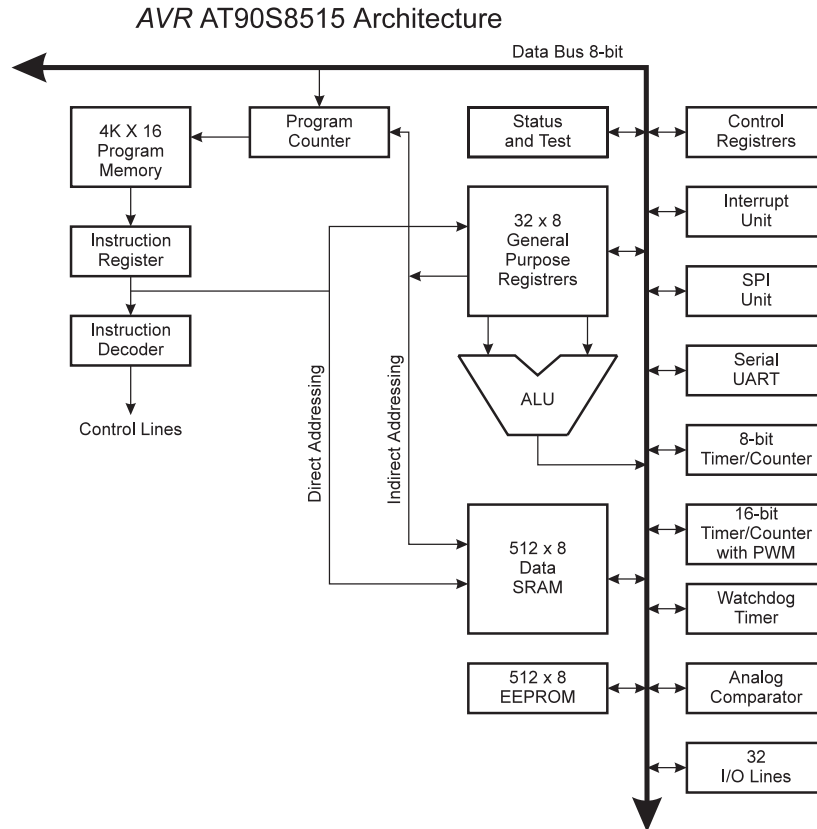 AVR AT90S8515 Architecture
Data Bus 8-bit
4K X 16
Program
Memory
Program
Counter
Status
and Test
Control
Registrers
Instruction
Register
32 x 8
General
Purpose
Registrers
Interrupt
Unit
SPI
Unit
Instruction
Decoder
Control Lines
Direct Addressing
Indirect Addressing
ALU
Serial
UART
8-bit
Timer/Counter
512 x 8
Data
SRAM
16-bit
Timer/Counter
with PWM
Watchdog
Timer
512 x 8
EEPROM
Analog
Comparator
32
I/O Lines